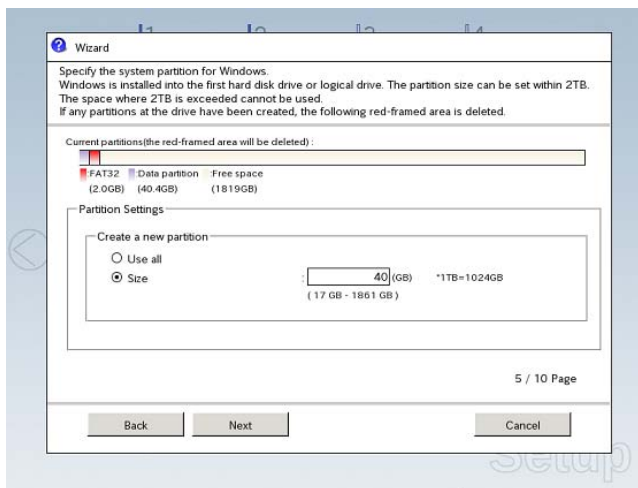 1 2 3 4
Wizard
Specify the system partition for Windows.
Windows is installed into the first hard disk drive or logical drive. The partition size can be set within 2TB.
The space where 2TB is exceeded cannot be used.
If any partitions at the drive have been created, the following red-framed area is deleted.
Current partitions(the red-framed area will be deleted) :
:FAT32 :Data partition :Free space
(2.0GB) (40.4GB) (1819GB)
Partition Settings
Create a new partition
Use all
Size : 40 (GB) *1TB=1024GB
( 17 GB - 1861 GB )
5 / 10 Page
Back Next Cancel
Setup